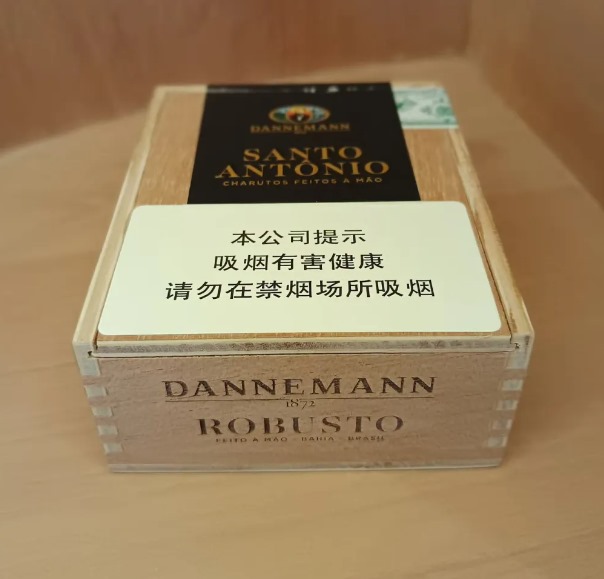 DANNEMANN
SANTO
ANTÔNIO
CHARUTOS FEITOS A MÃO
本公司提示
吸烟有害健康
请勿在禁烟场所吸烟
DANNEMANN
1872
ROBUSTO
FEITO A MÃO - BAHIA - BRASIL